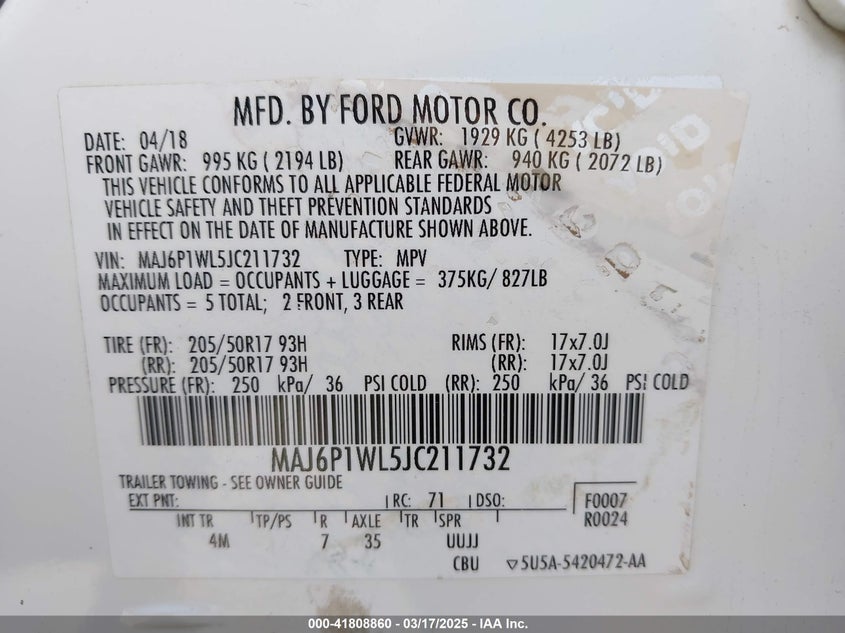 MFD. BY FORD MOTOR CO.
DATE: 04/18 GVWR: 1929 KG ( 4253 LB)
FRONT GAWR: 995 KG ( 2194 LB) REAR GAWR: 940 KG ( 2072 LB)
THIS VEHICLE CONFORMS TO ALL APPLICABLE FEDERAL MOTOR
VEHICLE SAFETY AND THEFT PREVENTION STANDARDS
IN EFFECT ON THE DATE OF MANUFACTURE SHOWN ABOVE.
VIN: MAJ6P1WL5JC211732 TYPE: MPV
MAXIMUM LOAD = OCCUPANTS + LUGGAGE = 375KG/ 827LB
OCCUPANTS = 5 TOTAL; 2 FRONT, 3 REAR
TIRE (FR): 205/50R17 93H RIMS (FR): 17x7.0J
(RR): 205/50R17 93H (RR): 17x7.0J
PRESSURE (FR): 250 kPa/ 36 PSI COLD (RR): 250 kPa/ 36 PSI COLD
MAJ6P1WL5JC211732
TRAILER TOWING - SEE OWNER GUIDE
EXT PNT: RC: 71 DSO: F0007
R0024
INT TR TP/PS R AXLE TR SPR
4M 7 35 UUJJ
CBU ▽5U5A-5420472-AA
VOID
000-41808860 — 03/17/2025 — IAA Inc.